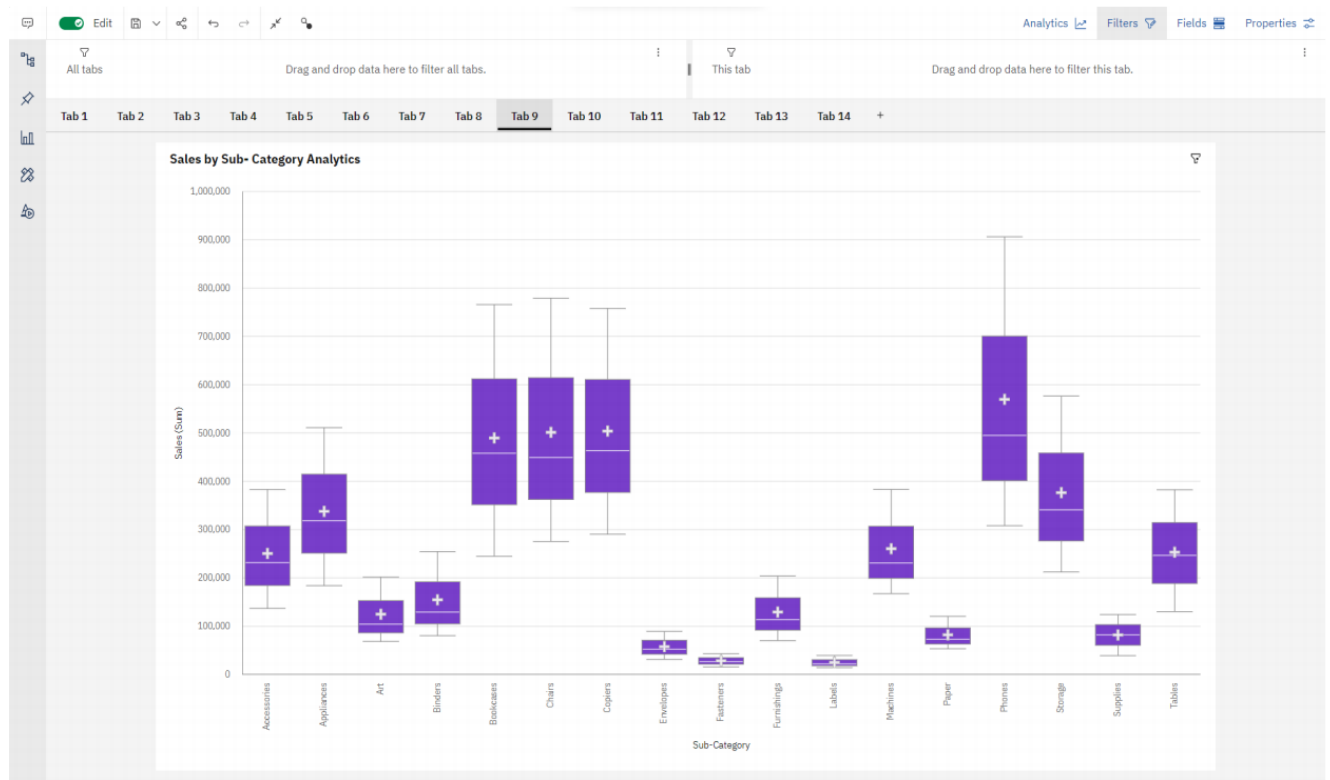 Edit
Analytics
Filters
Fields
Properties
All tabs
Drag and drop data here to filter all tabs.
This tab
Drag and drop data here to filter this tab.
Tab 1 Tab 2 Tab 3 Tab 4 Tab 5 Tab 6 Tab 7 Tab 8 Tab 9 Tab 10 Tab 11 Tab 12 Tab 13 Tab 14 +
Sales by Sub- Category Analytics
1,000,000
900,000
800,000
700,000
600,000
500,000
400,000
300,000
200,000
100,000
0
Sales (Sum)
Accessories
Appliances
Art
Binders
Bookcases
Chairs
Copiers
Envelopes
Fasteners
Furnishings
Labels
Machines
Paper
Phones
Storage
Supplies
Tables
Sub-Category